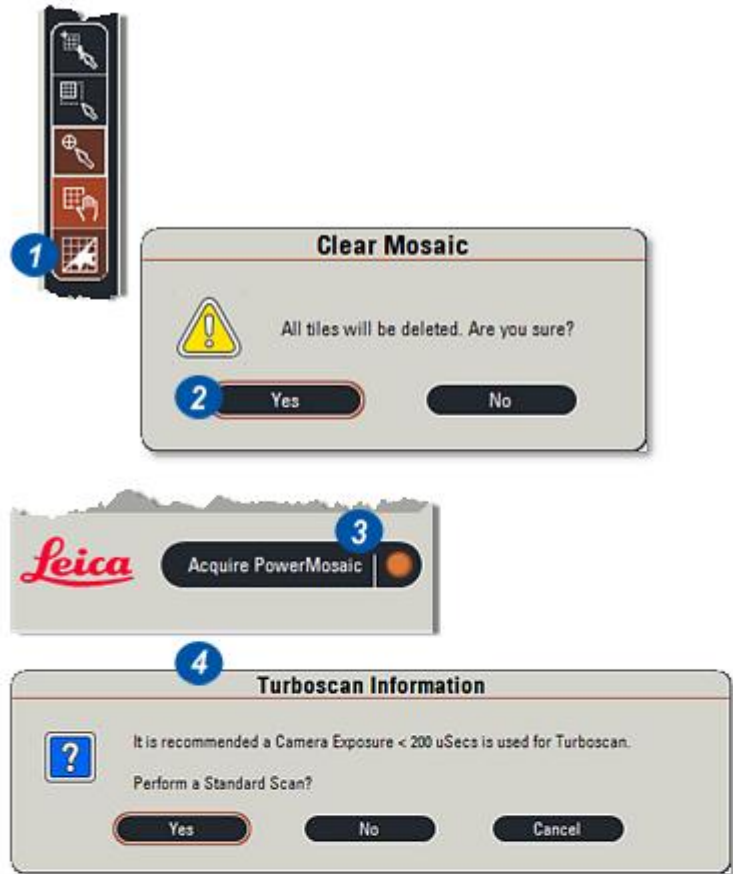 1
Clear Mosaic
All tiles will be deleted. Are you sure?
2
Yes
No
3
Leica
Acquire PowerMosaic
4
Turboscan Information
?
It is recommended a Camera Exposure < 200 uSecs is used for Turboscan.
Perform a Standard Scan?
Yes
No
Cancel